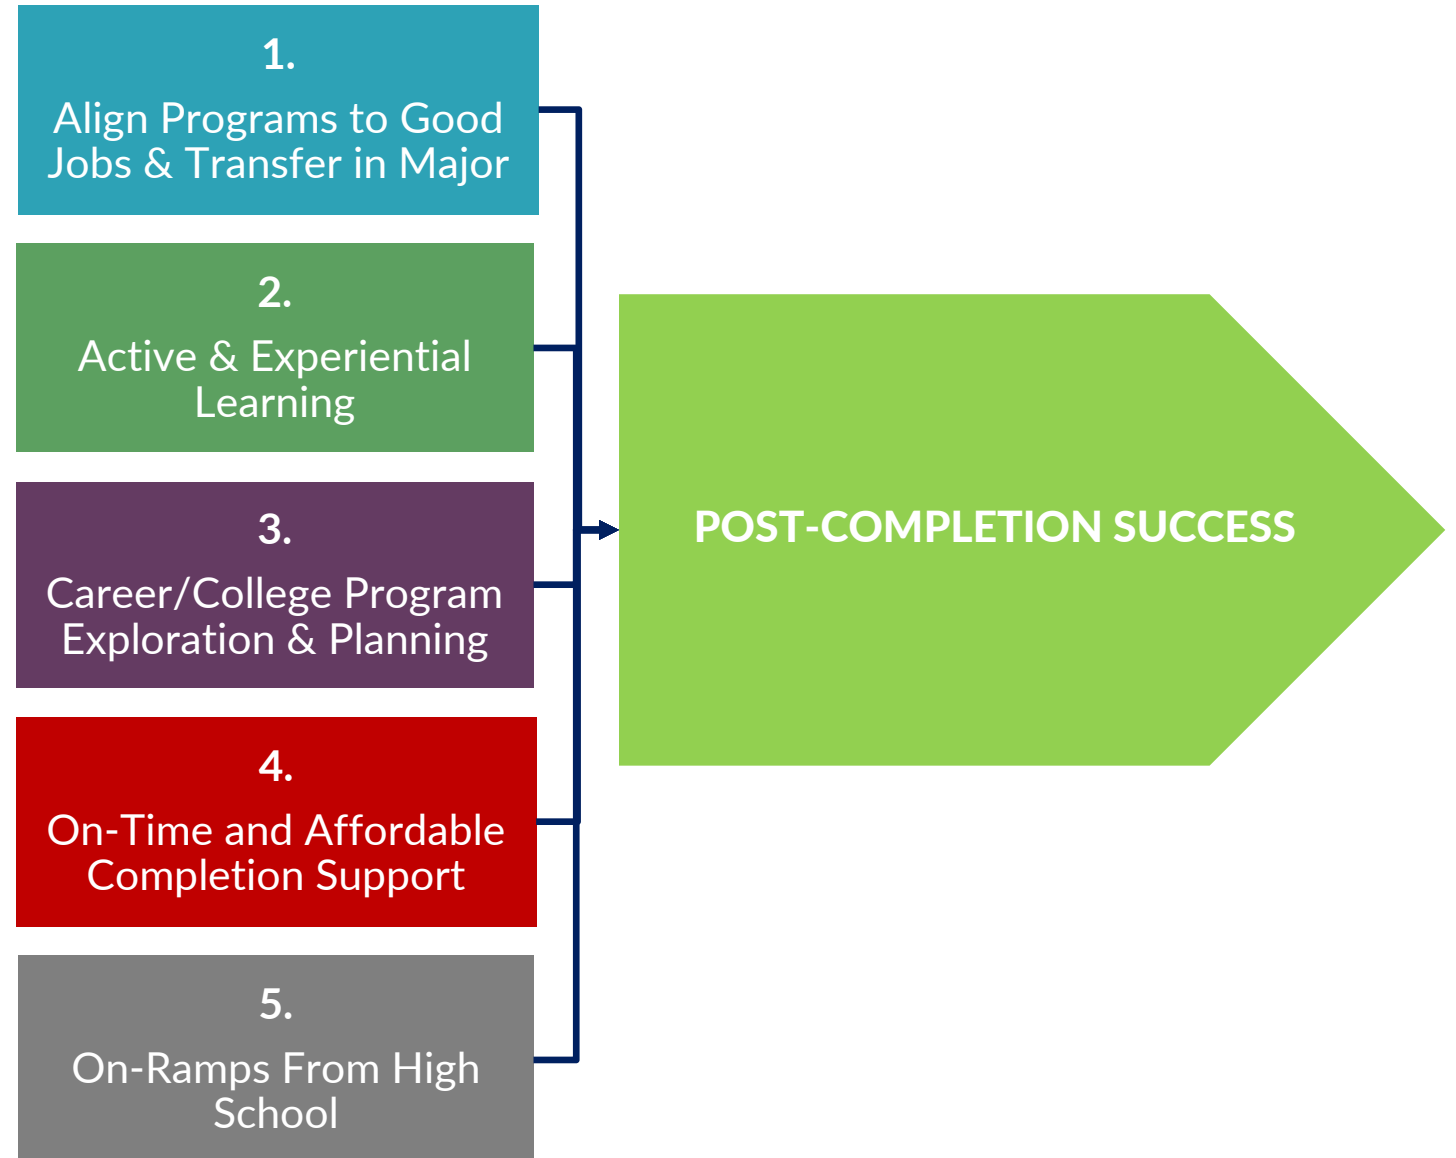 1.
Align Programs to Good
Jobs & Transfer in Major
2.
Active & Experiential
Learning
3.
Career/College Program
Exploration & Planning
4.
On-Time and Affordable
Completion Support
5.
On-Ramps From High
School
POST-COMPLETION SUCCESS